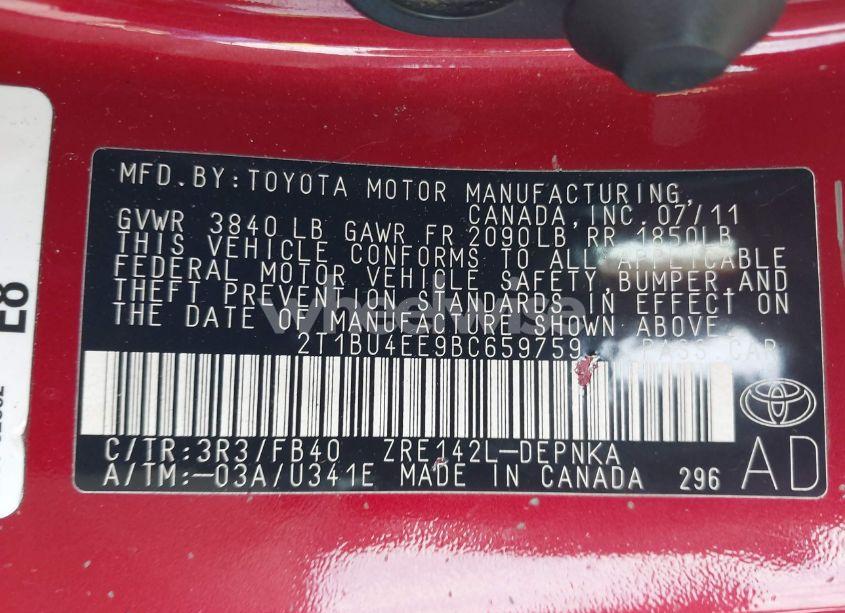 MFD.BY:TOYOTA MOTOR MANUFACTURING,
CANADA,INC.07/11
GVWR 3840 LB GAWR FR 2090LB RR 1850LB
THIS VEHICLE CONFORMS TO ALL APPLICABLE
FEDERAL MOTOR VEHICLE SAFETY,BUMPER,AND
THEFT PREVENTION STANDARDS IN EFFECT ON
THE DATE OF MANUFACTURE SHOWN ABOVE.
2T1BU4EE9BC659759 PASS.CAR
C/TR:3R3/FB40 ZRE142L-DEPNKA
A/TM:-03A/U341E MADE IN CANADA 296
AD
E8